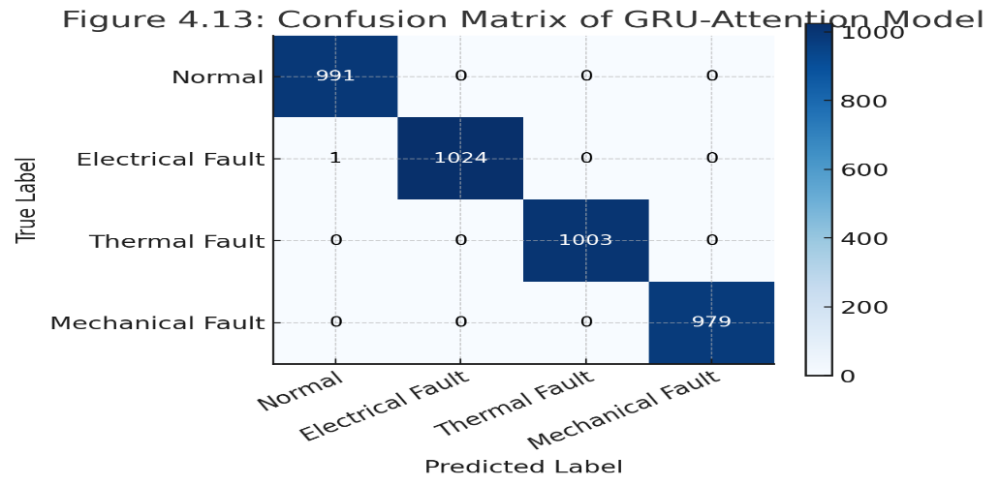 Figure 4.13: Confusion Matrix of GRU-Attention Model
1000
Normal 991 0 0 0
800
Electrical Fault 1 1024 0 0
600
Thermal Fault 0 0 1003 0
400
Mechanical Fault 0 0 0 979
200
0
True Label
Normal
Electrical Fault
Thermal Fault
Mechanical Fault
Predicted Label